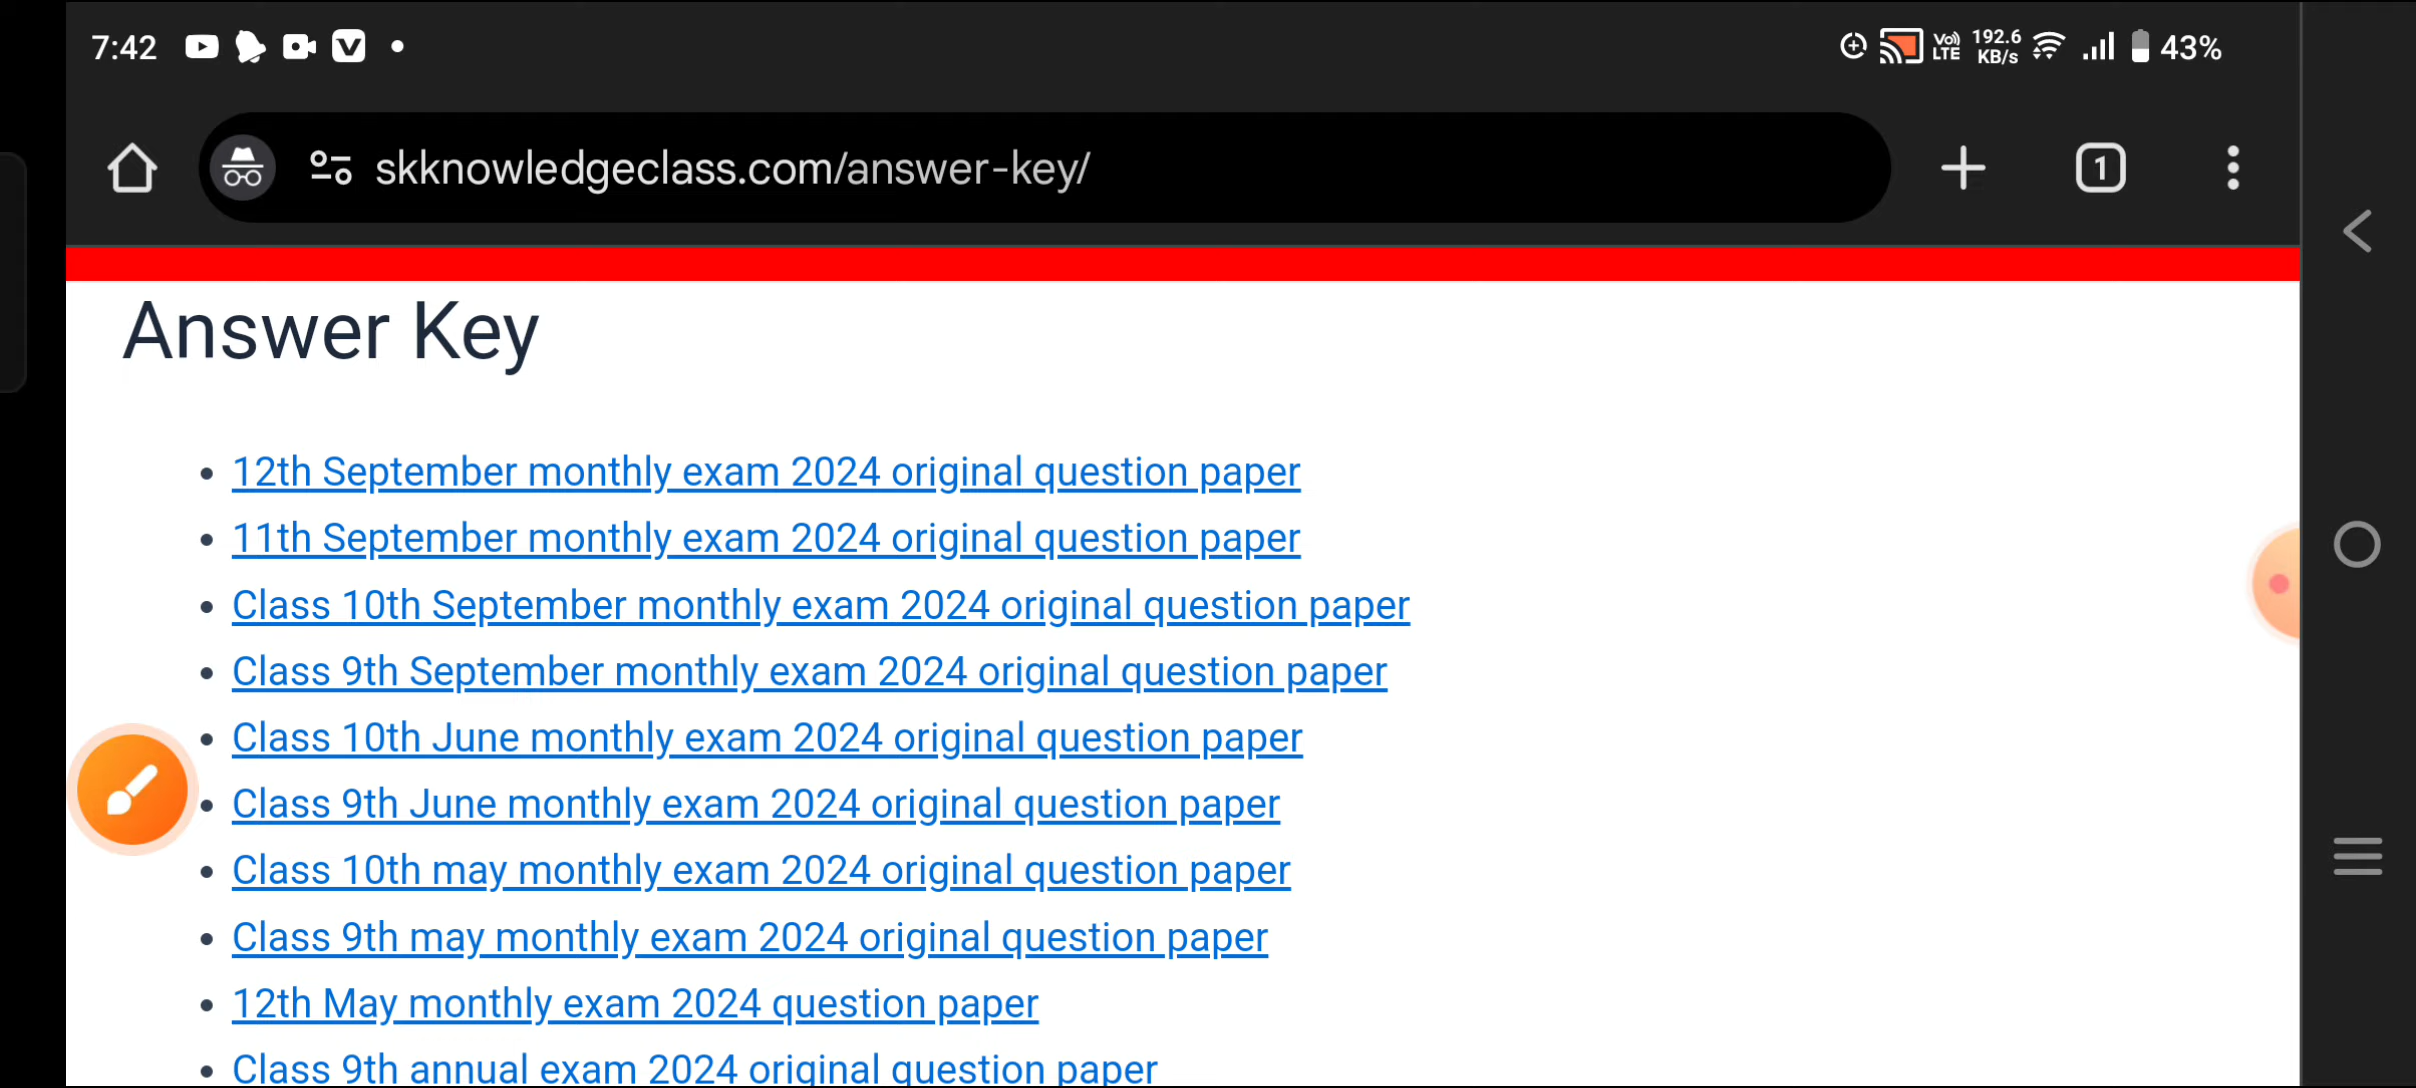 7:42
Vo)) LTE 192.6 KB/s 43%
skknowledgeclass.com/answer-key/
1
Answer Key
12th September monthly exam 2024 original question paper
11th September monthly exam 2024 original question paper
Class 10th September monthly exam 2024 original question paper
Class 9th September monthly exam 2024 original question paper
Class 10th June monthly exam 2024 original question paper
Class 9th June monthly exam 2024 original question paper
Class 10th may monthly exam 2024 original question paper
Class 9th may monthly exam 2024 original question paper
12th May monthly exam 2024 question paper
Class 9th annual exam 2024 original question paper